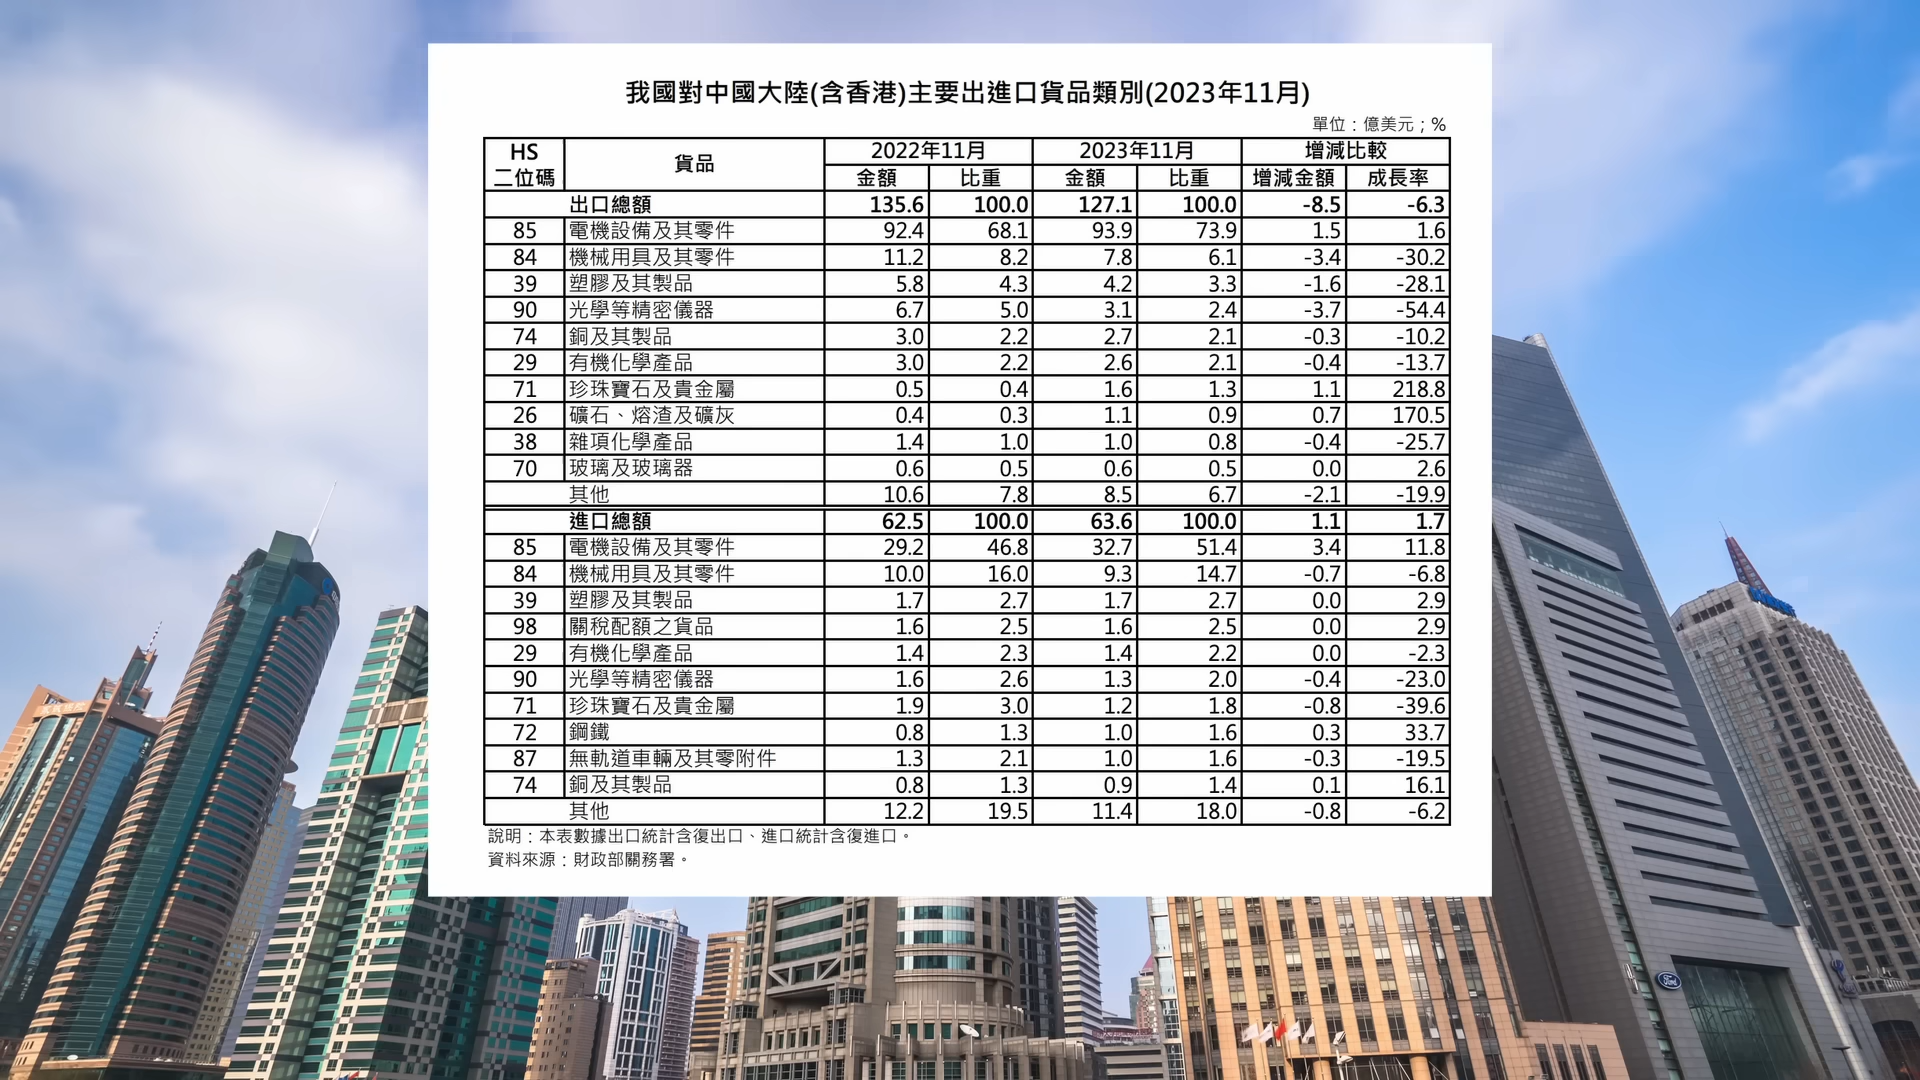 我國對中國大陸(含香港)主要出進口貨品類別(2023年11月)
單位：億美元；%
HS 二位碼 貨品 2022年11月 2023年11月 增減比較
金額 比重 金額 比重 增減金額 成長率
出口總額 135.6 100.0 127.1 100.0 -8.5 -6.3
85 電機設備及其零件 92.4 68.1 93.9 73.9 1.5 1.6
84 機械用具及其零件 11.2 8.2 7.8 6.1 -3.4 -30.2
39 塑膠及其製品 5.8 4.3 4.2 3.3 -1.6 -28.1
90 光學等精密儀器 6.7 5.0 3.1 2.4 -3.7 -54.4
74 銅及其製品 3.0 2.2 2.7 2.1 -0.3 -10.2
29 有機化學產品 3.0 2.2 2.6 2.1 -0.4 -13.7
71 珍珠寶石及貴金屬 0.5 0.4 1.6 1.3 1.1 218.8
26 礦石、熔渣及礦灰 0.4 0.3 1.1 0.9 0.7 170.5
38 雜項化學產品 1.4 1.0 1.0 0.8 -0.4 -25.7
70 玻璃及玻璃器 0.6 0.5 0.6 0.5 0.0 2.6
其他 10.6 7.8 8.5 6.7 -2.1 -19.9
進口總額 62.5 100.0 63.6 100.0 1.1 1.7
85 電機設備及其零件 29.2 46.8 32.7 51.4 3.4 11.8
84 機械用具及其零件 10.0 16.0 9.3 14.7 -0.7 -6.8
39 塑膠及其製品 1.7 2.7 1.7 2.7 0.0 2.9
98 關稅配額之貨品 1.6 2.5 1.6 2.5 0.0 2.9
29 有機化學產品 1.4 2.3 1.4 2.2 0.0 -2.3
90 光學等精密儀器 1.6 2.6 1.3 2.0 -0.4 -23.0
71 珍珠寶石及貴金屬 1.9 3.0 1.2 1.8 -0.8 -39.6
72 鋼鐵 0.8 1.3 1.0 1.6 0.3 33.7
87 無軌道車輛及其零附件 1.3 2.1 1.0 1.6 -0.3 -19.5
74 銅及其製品 0.8 1.3 0.9 1.4 0.1 16.1
其他 12.2 19.5 11.4 18.0 -0.8 -6.2
說明：本表數據出口統計含復出口、進口統計含復進口。
資料來源：財政部關務署。
Ford